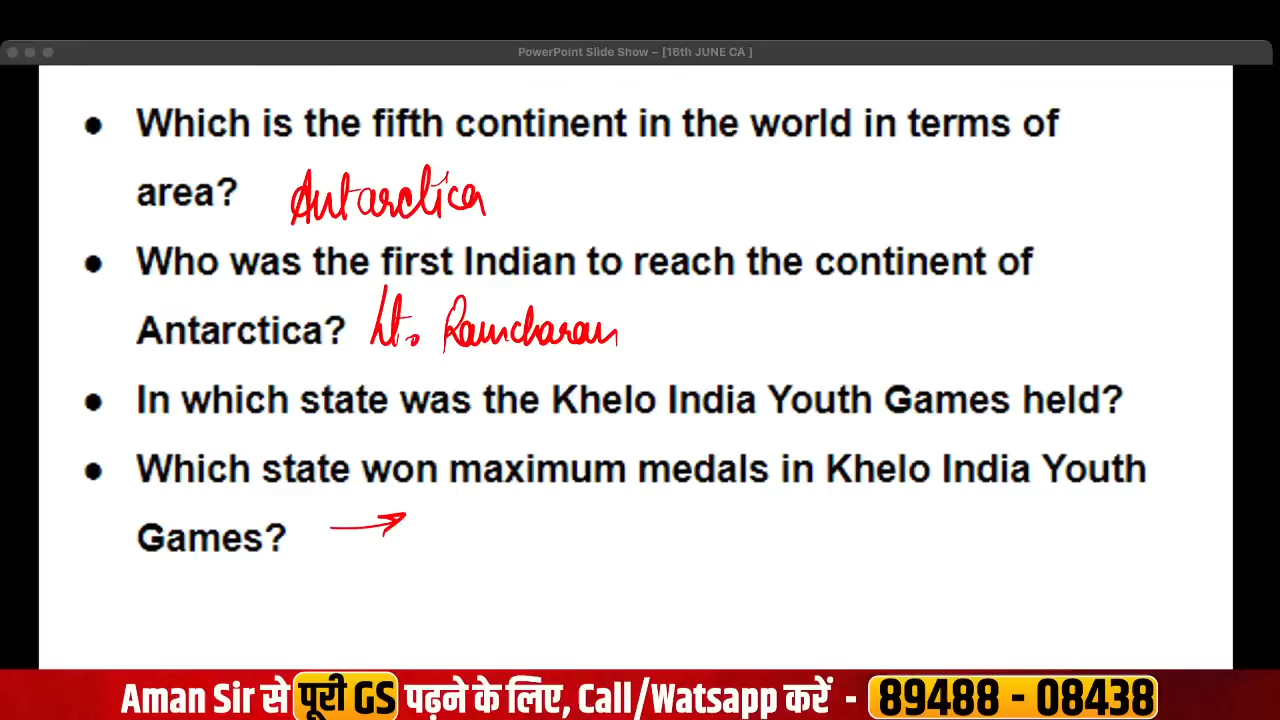 PowerPoint Slide Show – [16th JUNE CA ]
• Which is the fifth continent in the world in terms of
area? Antarctica
• Who was the first Indian to reach the continent of
Antarctica? Lt. Ramcharan
• In which state was the Khelo India Youth Games held?
• Which state won maximum medals in Khelo India Youth
Games? →
Aman Sir से पूरी GS पढ़ने के लिए, Call/Watsapp करें - 89488 - 08438